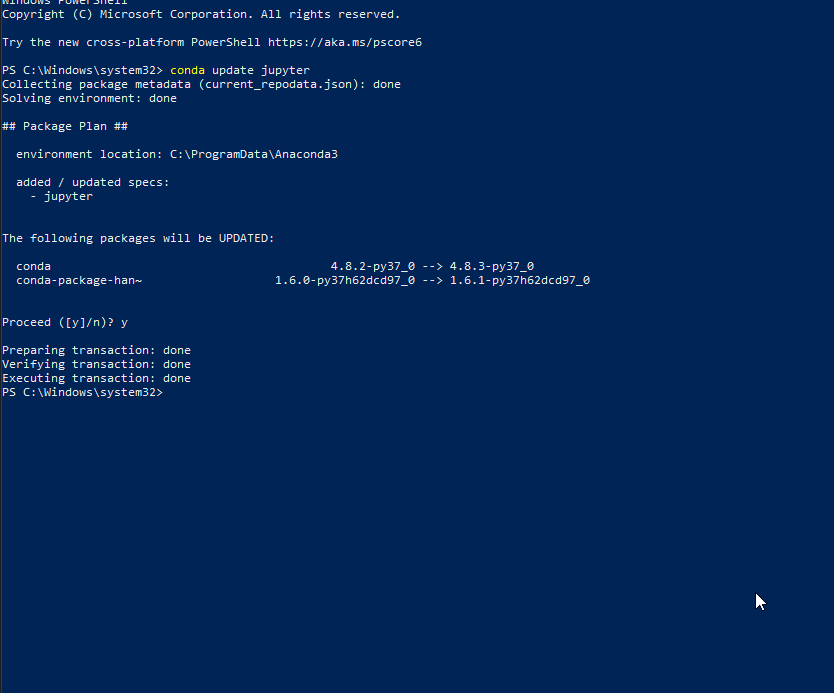 Windows PowerShell
Copyright (C) Microsoft Corporation. All rights reserved.
Try the new cross-platform PowerShell https://aka.ms/pscore6
PS C:\Windows\system32> conda update jupyter
Collecting package metadata (current_repodata.json): done
Solving environment: done
## Package Plan ##
environment location: C:\ProgramData\Anaconda3
added / updated specs:
- jupyter
The following packages will be UPDATED:
conda 4.8.2-py37_0 --> 4.8.3-py37_0
conda-package-han~ 1.6.0-py37h62dcd97_0 --> 1.6.1-py37h62dcd97_0
Proceed ([y]/n)? y
Preparing transaction: done
Verifying transaction: done
Executing transaction: done
PS C:\Windows\system32>